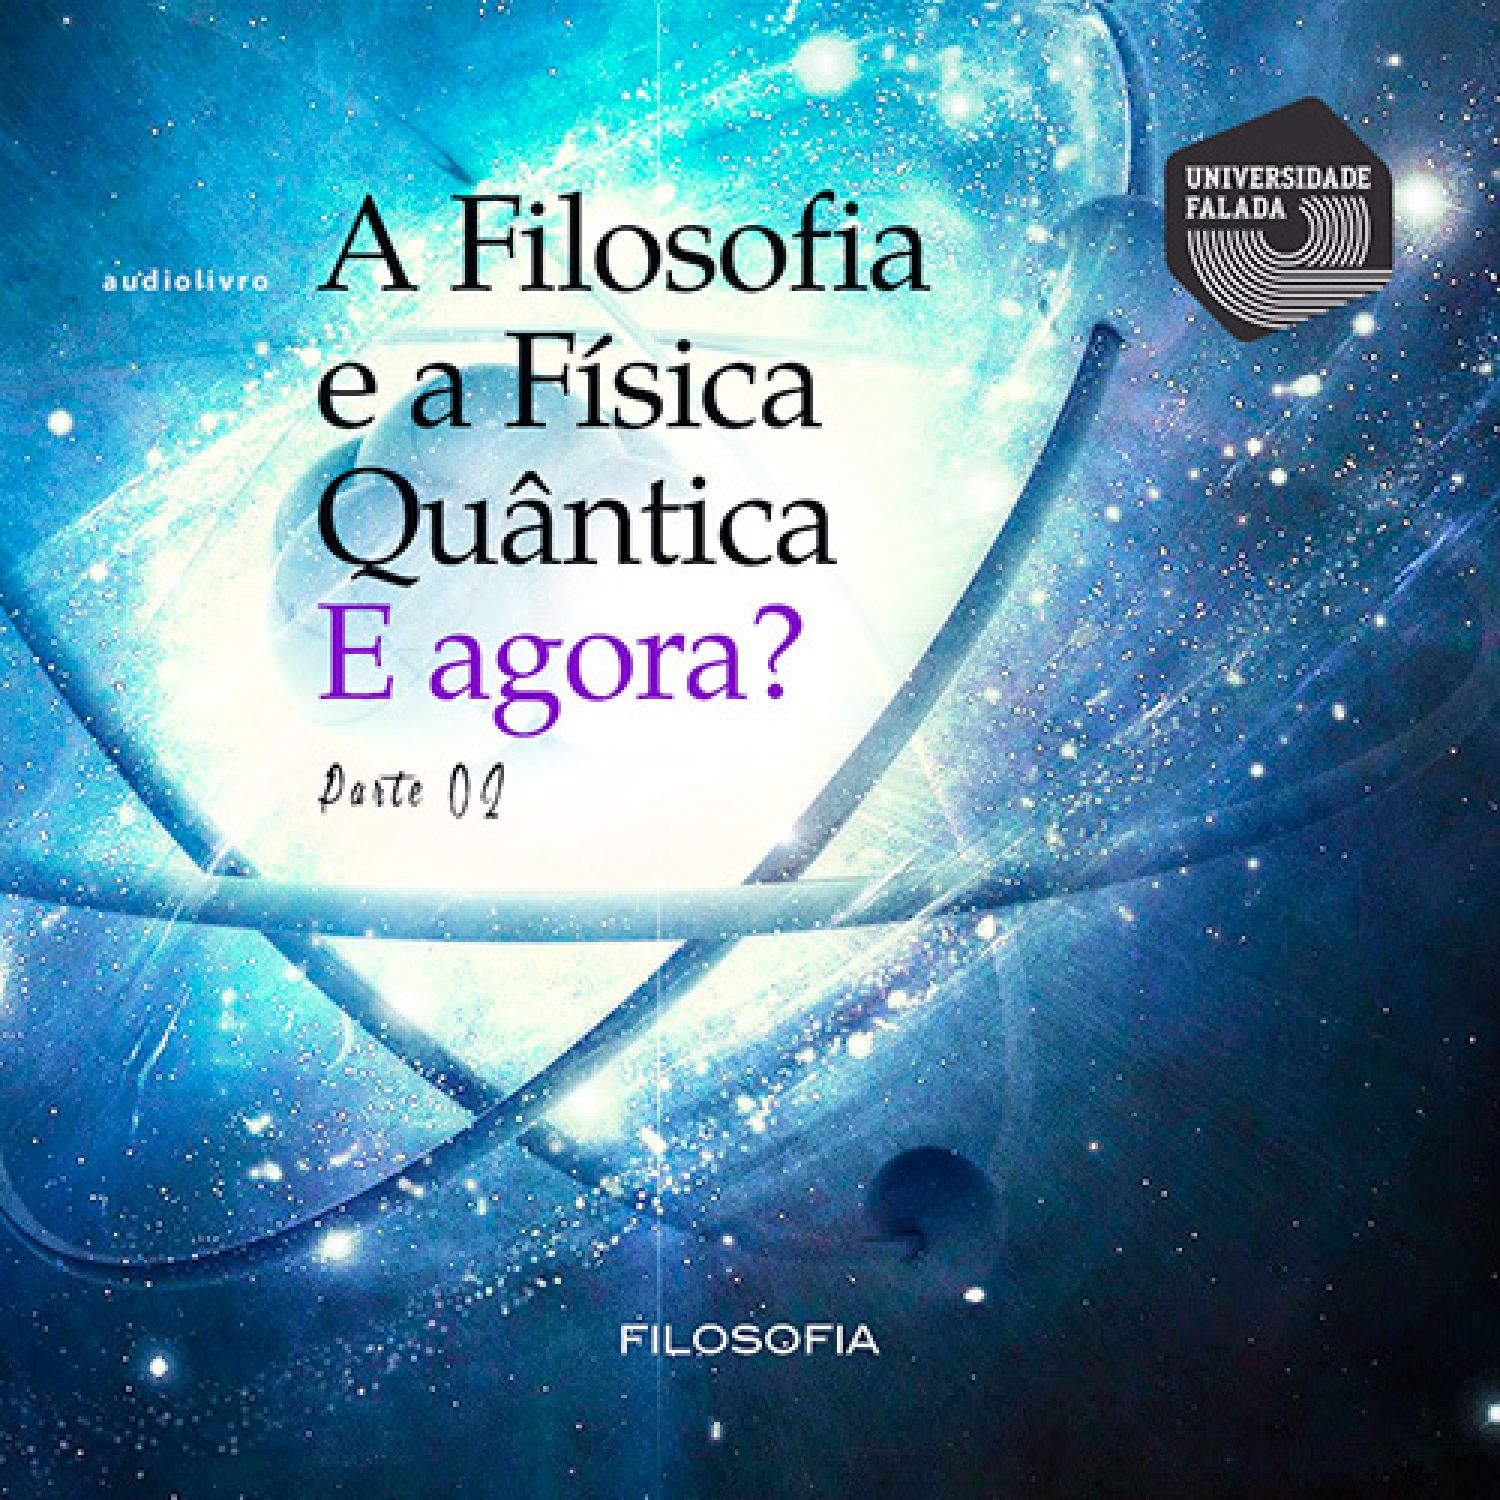 UNIVERSIDADE
FALADA
audiolivro
A Filosofia
e a Física
Quântica
E agora?
Parte 02
FILOSOFIA